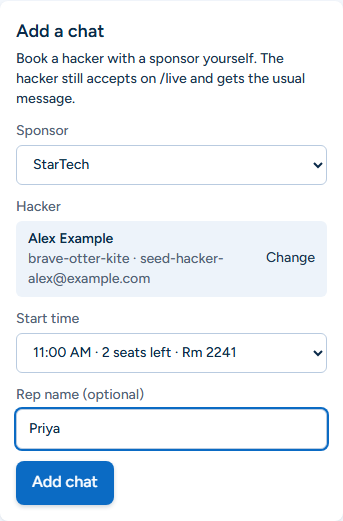 Add a chat
Book a hacker with a sponsor yourself. The
hacker still accepts on /live and gets the usual
message.
Sponsor
StarTech
Hacker
Alex Example
brave-otter-kite · seed-hacker-
alex@example.com
Change
Start time
11:00 AM · 2 seats left · Rm 2241
Rep name (optional)
Priya
Add chat